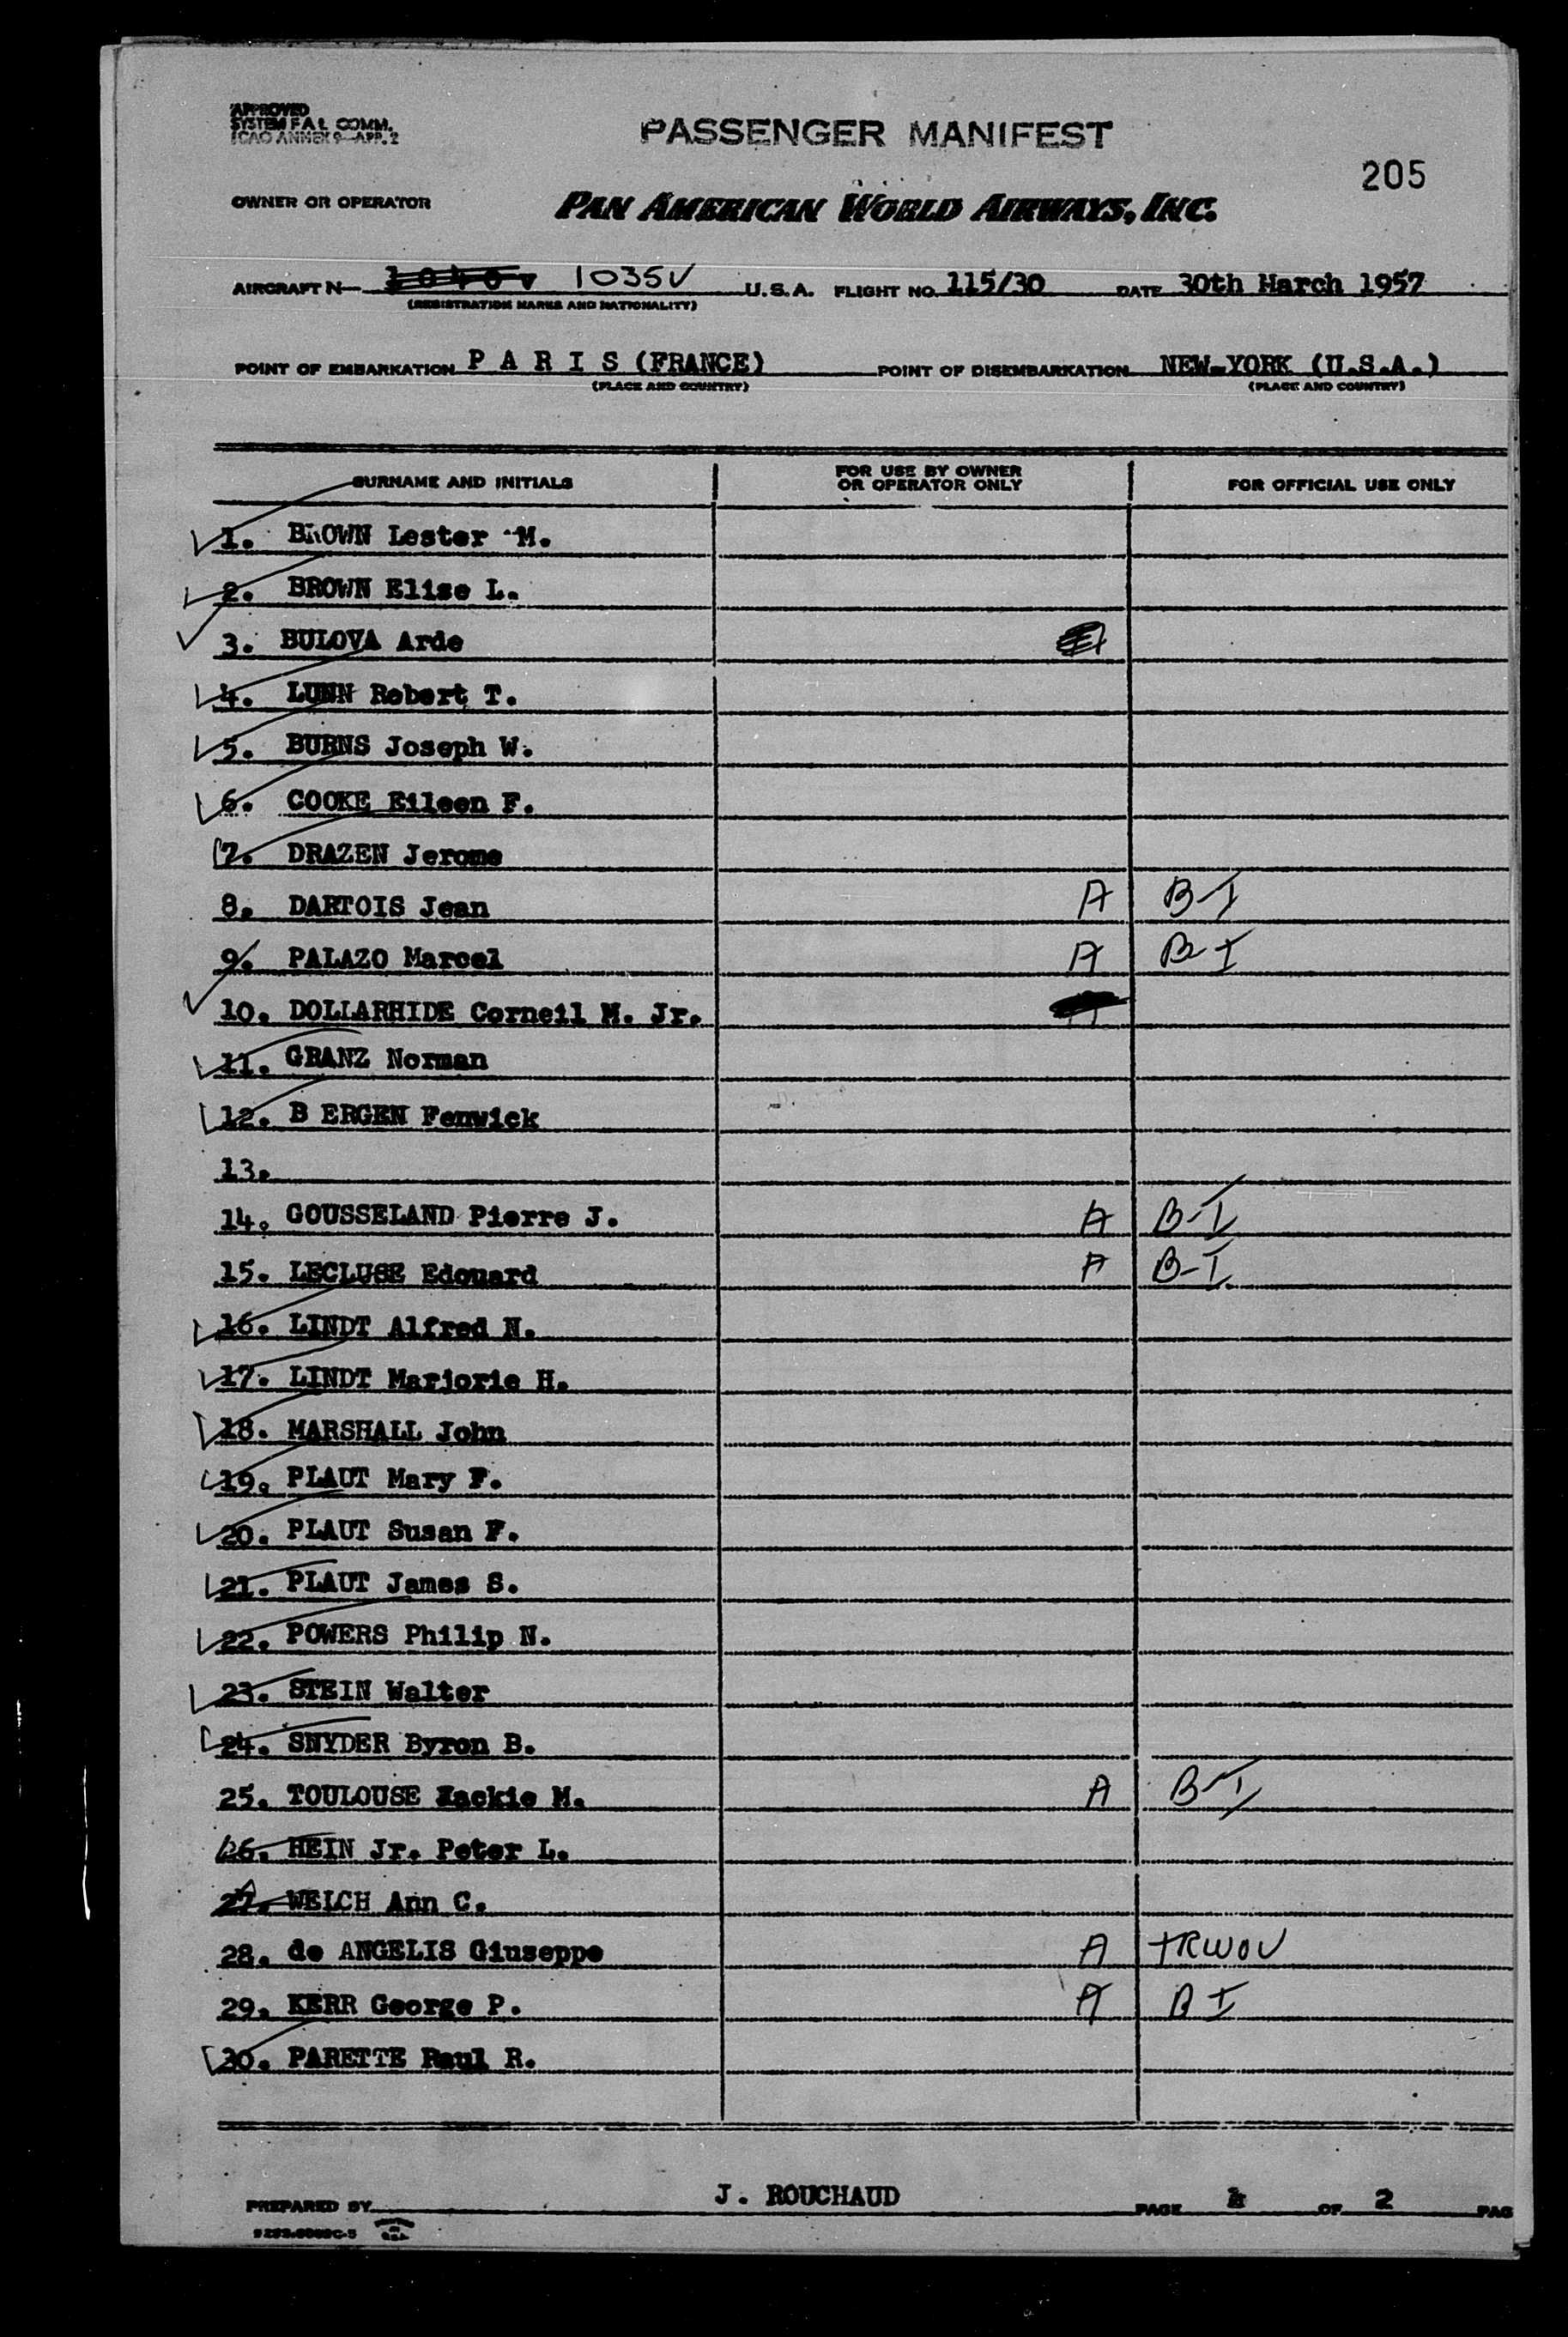 APPROVED
SYSTEM F A L COMM.
ICAO ANNEX 9—APP. 2
PASSENGER MANIFEST
205
OWNER OR OPERATOR
PAN AMERICAN WORLD AIRWAYS, INC.
AIRCRAFT N— 1040v 1035V U.S.A. FLIGHT NO. 115/30 DATE 30th March 1957
(REGISTRATION MARKS AND NATIONALITY)
POINT OF EMBARKATION P A R I S (FRANCE) POINT OF DISEMBARKATION NEW-YORK (U.S.A.)
(PLACE AND COUNTRY) (PLACE AND COUNTRY)
SURNAME AND INITIALS FOR USE BY OWNER OR OPERATOR ONLY FOR OFFICIAL USE ONLY
1. BROWN Lester M.
2. BROWN Elise L.
3. BULOVA Arde
4. LUNN Robert T.
5. BURNS Joseph W.
6. COOKE Eileen F.
7. DRAZEN Jerome
8. DARTOIS Jean A B-I
9. PALAZO Marcel A B-I
10. DOLLARHIDE Corneil M. Jr.
11. GRANZ Norman
12. B ERGEN Fenwick
13.
14. GOUSSELAND Pierre J. A B-I
15. LECLUSE Edouard A B-I
16. LINDT Alfred N.
17. LINDT Marjorie H.
18. MARSHALL John
19. PLAUT Mary F.
20. PLAUT Susan F.
21. PLAUT James S.
22. POWERS Philip N.
23. STEIN Walter
24. SNYDER Byron B.
25. TOULOUSE Zackie M. A B-I
26. HEIN Jr. Peter L.
27. WELCH Ann C.
28. de ANGELIS Giuseppe A TRWOV
29. KERR George P. A B I
30. PARETTE Raul R.
PREPARED BY J. ROUCHAUD PAGE OF 2 PAG